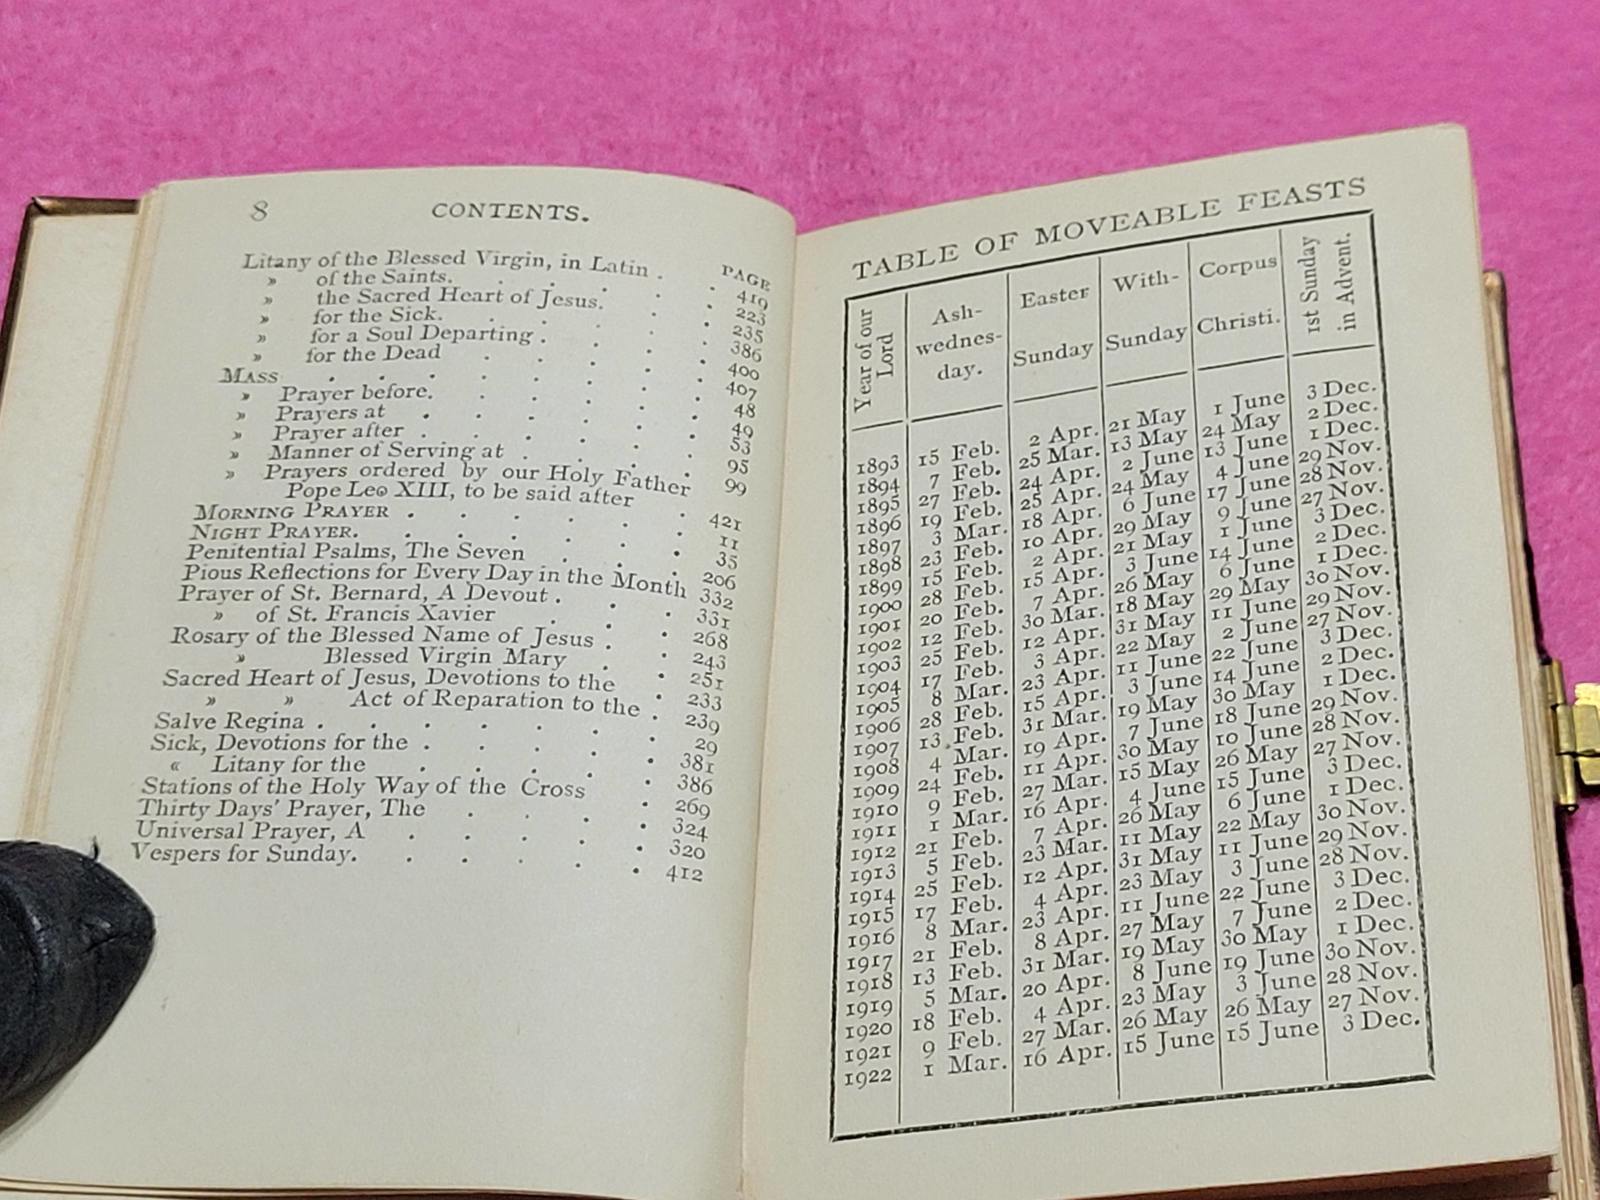 8 CONTENTS.
PAGE
Litany of the Blessed Virgin, in Latin . . 419
» of the Saints. . . . . . 223
» the Sacred Heart of Jesus. . . 235
» for the Sick. . . . . . 386
» for a Soul Departing . . . . 400
» for the Dead . . . . . 407
MASS . . . . . . . 48
» Prayer before. . . . . . 49
» Prayers at . . . . . . 53
» Prayer after . . . . . . 95
» Manner of Serving at . . . . 99
» Prayers ordered by our Holy Father
Pope Leo XIII, to be said after . 421
MORNING PRAYER . . . . . . 11
NIGHT PRAYER. . . . . . . 35
Penitential Psalms, The Seven . . . 206
Pious Reflections for Every Day in the Month 332
Prayer of St. Bernard, A Devout . . . 331
» of St. Francis Xavier . . . 268
Rosary of the Blessed Name of Jesus . . 243
» Blessed Virgin Mary . . 251
Sacred Heart of Jesus, Devotions to the . 233
» » Act of Reparation to the . 239
Salve Regina . . . . . . . 29
Sick, Devotions for the . . . . . 381
« Litany for the . . . . . 386
Stations of the Holy Way of the Cross . 269
Thirty Days' Prayer, The . . . . 324
Universal Prayer, A . . . . . 320
Vespers for Sunday. . . . . . 412
TABLE OF MOVEABLE FEASTS
Year of our Lord | Ash-wednes-day. | Easter Sunday | With-Sunday | Corpus Christi. | 1st Sunday in Advent.
1893 15 Feb. 2 Apr. 21 May 1 June 3 Dec.
1894 7 Feb. 25 Mar. 13 May 24 May 2 Dec.
1895 27 Feb. 24 Apr. 2 June 13 June 1 Dec.
1896 19 Feb. 25 Apr. 24 May 4 June 29 Nov.
1897 3 Mar. 18 Apr. 6 June 17 June 28 Nov.
1898 23 Feb. 10 Apr. 29 May 9 June 27 Nov.
1899 15 Feb. 2 Apr. 21 May 1 June 3 Dec.
1900 28 Feb. 15 Apr. 3 June 14 June 2 Dec.
1901 20 Feb. 7 Apr. 26 May 6 June 1 Dec.
1902 12 Feb. 30 Mar. 18 May 29 May 30 Nov.
1903 25 Feb. 12 Apr. 31 May 11 June 29 Nov.
1904 17 Feb. 3 Apr. 22 May 2 June 27 Nov.
1905 8 Mar. 23 Apr. 11 June 22 June 3 Dec.
1906 28 Feb. 15 Apr. 3 June 14 June 2 Dec.
1907 13 Feb. 31 Mar. 19 May 30 May 1 Dec.
1908 4 Mar. 19 Apr. 7 June 18 June 29 Nov.
1909 24 Feb. 11 Apr. 30 May 10 June 28 Nov.
1910 9 Feb. 27 Mar. 15 May 26 May 27 Nov.
1911 1 Mar. 16 Apr. 4 June 15 June 3 Dec.
1912 21 Feb. 7 Apr. 26 May 6 June 1 Dec.
1913 5 Feb. 23 Mar. 11 May 22 May 30 Nov.
1914 25 Feb. 12 Apr. 31 May 11 June 29 Nov.
1915 17 Feb. 4 Apr. 23 May 3 June 28 Nov.
1916 8 Mar. 23 Apr. 11 June 22 June 3 Dec.
1917 21 Feb. 8 Apr. 27 May 7 June 2 Dec.
1918 13 Feb. 31 Mar. 19 May 30 May 1 Dec.
1919 5 Mar. 20 Apr. 8 June 19 June 30 Nov.
1920 18 Feb. 4 Apr. 23 May 3 June 28 Nov.
1921 9 Feb. 27 Mar. 26 May 26 May 27 Nov.
1922 1 Mar. 16 Apr. 15 June 15 June 3 Dec.